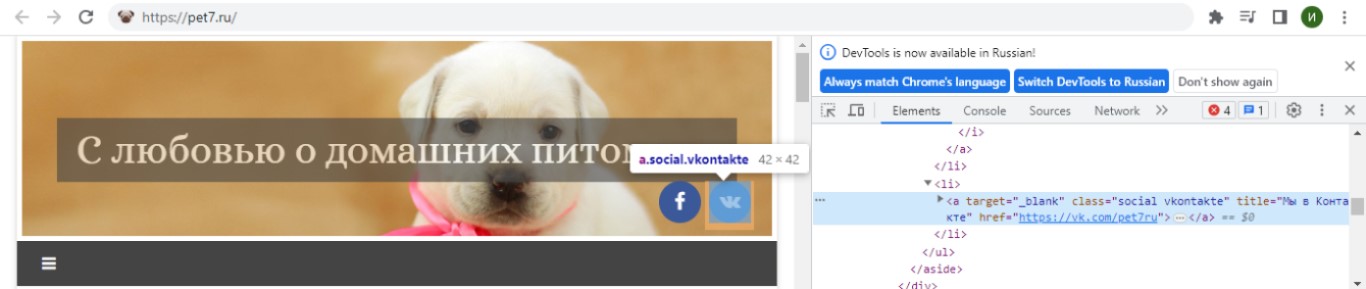 https://pet7.ru/
И
DevTools is now available in Russian!
Always match Chrome's language
Switch DevTools to Russian
Don't show again
Elements
Console
Sources
Network
4
1
С любовью о домашних
a.social.vkontakte 42 × 42
</i>
</a>
</li>
<li>
<a target="_blank" class="social vkontakte" title="Мы в Конта
кте" href="https://vk.com/pet7ru">…</a> == $0
</li>
</ul>
</aside>
</div>